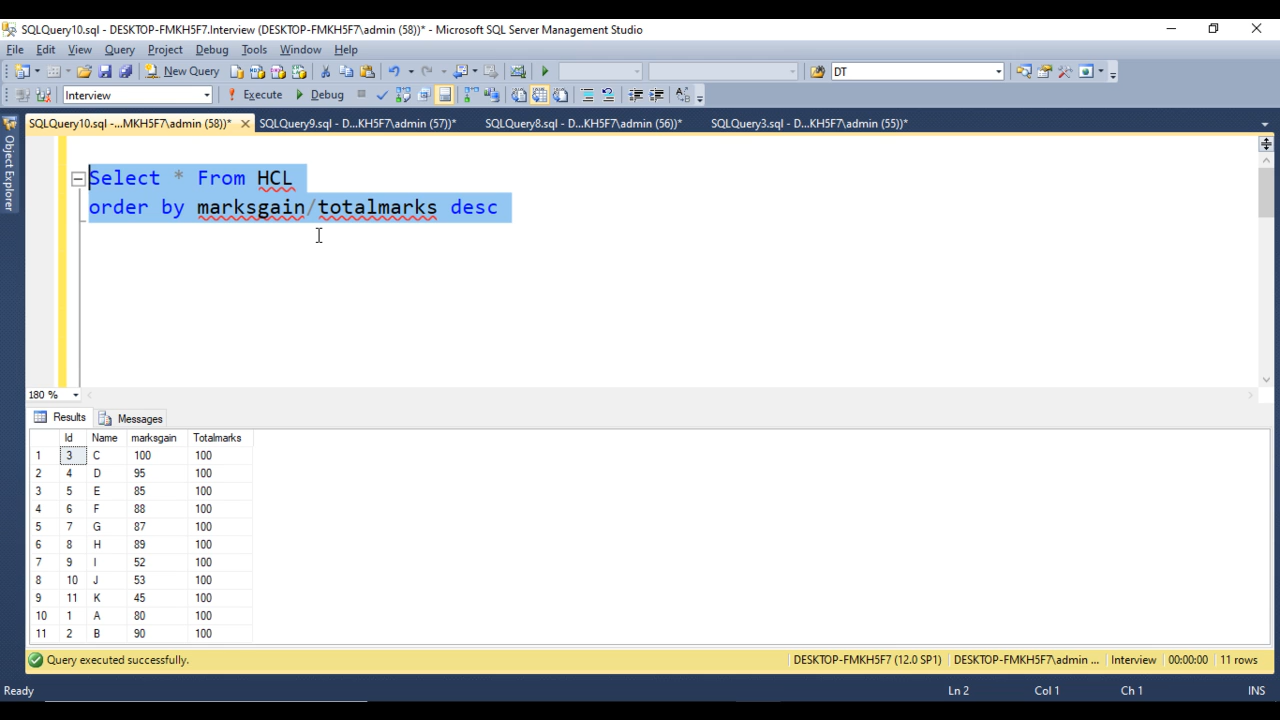 SQLQuery10.sql - DESKTOP-FMKH5F7.Interview (DESKTOP-FMKH5F7\admin (58))* - Microsoft SQL Server Management Studio
File Edit View Query Project Debug Tools Window Help
New Query DT
Interview Execute Debug
SQLQuery10.sql -...MKH5F7\admin (58))* SQLQuery9.sql - D...KH5F7\admin (57))* SQLQuery8.sql - D...KH5F7\admin (56))* SQLQuery3.sql - D...KH5F7\admin (55))*
Object Explorer
Select * From HCL
order by marksgain/totalmarks desc
180 %
Results Messages
Id Name marksgain Totalmarks
1 3 C 100 100
2 4 D 95 100
3 5 E 85 100
4 6 F 88 100
5 7 G 87 100
6 8 H 89 100
7 9 I 52 100
8 10 J 53 100
9 11 K 45 100
10 1 A 80 100
11 2 B 90 100
Query executed successfully. DESKTOP-FMKH5F7 (12.0 SP1) DESKTOP-FMKH5F7\admin ... Interview 00:00:00 11 rows
Ready Ln 2 Col 1 Ch 1 INS